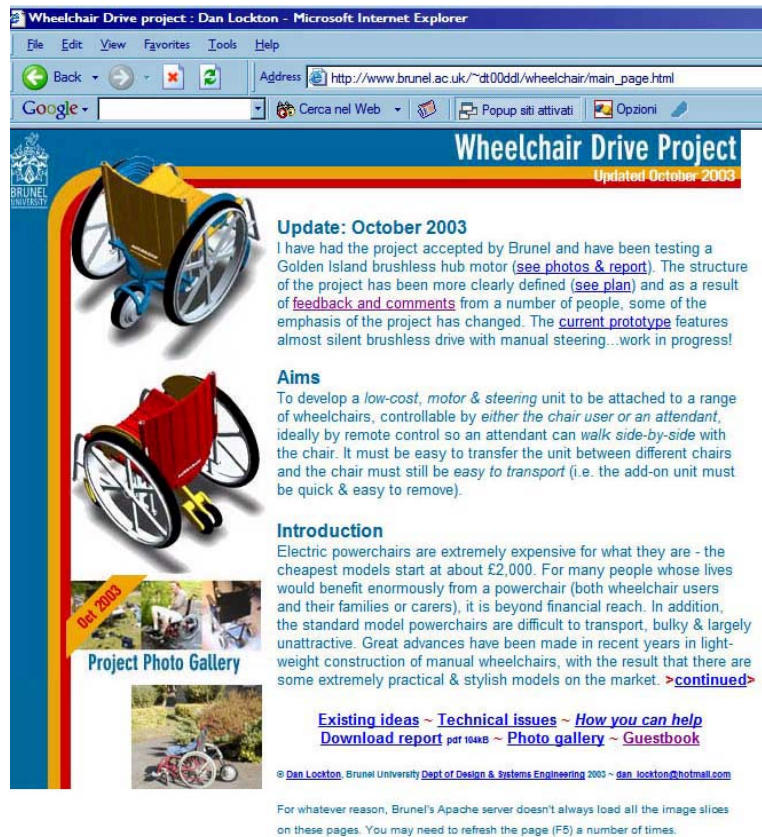 Wheelchair Drive project : Dan Lockton - Microsoft Internet Explorer
File Edit View Favorites Tools Help
Back Address http://www.brunel.ac.uk/~dt00ddl/wheelchair/main_page.html
Google Cerca nel Web Popup siti attivati Opzioni
BRUNEL
UNIVERSITY
Wheelchair Drive Project
Updated October 2003
Update: October 2003
I have had the project accepted by Brunel and have been testing a
Golden Island brushless hub motor (see photos & report). The structure
of the project has been more clearly defined (see plan) and as a result
of feedback and comments from a number of people, some of the
emphasis of the project has changed. The current prototype features
almost silent brushless drive with manual steering...work in progress!
Aims
To develop a low-cost, motor & steering unit to be attached to a range
of wheelchairs, controllable by either the chair user or an attendant,
ideally by remote control so an attendant can walk side-by-side with
the chair. It must be easy to transfer the unit between different chairs
and the chair must still be easy to transport (i.e. the add-on unit must
be quick & easy to remove).
Introduction
Electric powerchairs are extremely expensive for what they are - the
cheapest models start at about £2,000. For many people whose lives
would benefit enormously from a powerchair (both wheelchair users
and their families or carers), it is beyond financial reach. In addition,
the standard model powerchairs are difficult to transport, bulky & largely
unattractive. Great advances have been made in recent years in light-
weight construction of manual wheelchairs, with the result that there are
some extremely practical & stylish models on the market. >continued>
Oct 2003
Project Photo Gallery
Existing ideas ~ Technical issues ~ How you can help
Download report pdf 104kB ~ Photo gallery ~ Guestbook
© Dan Lockton, Brunel University Dept of Design & Systems Engineering 2003 ~ dan_lockton@hotmail.com
For whatever reason, Brunel's Apache server doesn't always load all the image slices
on these pages. You may need to refresh the page (F5) a number of times.